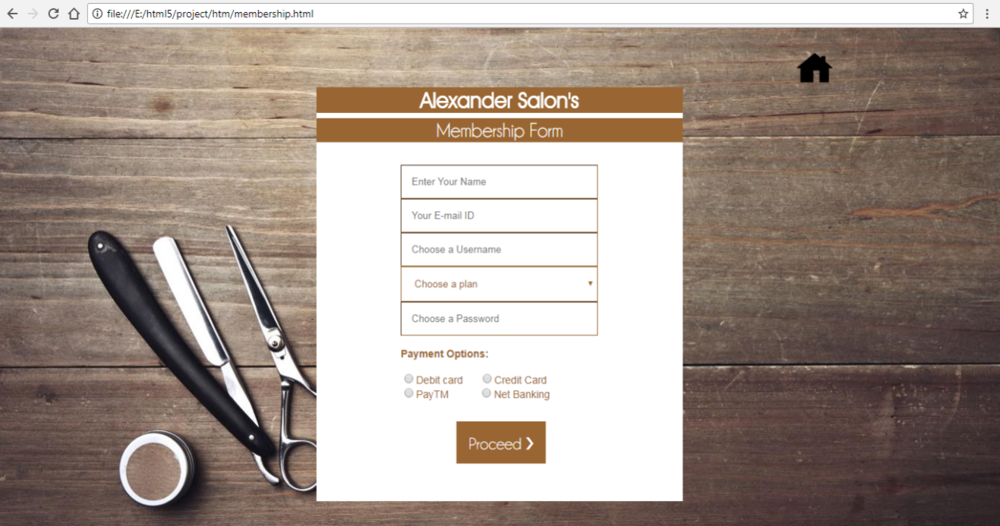 file:///E:/html5/project/htm/membership.html
Alexander Salon's
Membership Form
Enter Your Name
Your E-mail ID
Choose a Username
Choose a plan
Choose a Password
Payment Options:
Debit card Credit Card
PayTM Net Banking
Proceed ❯